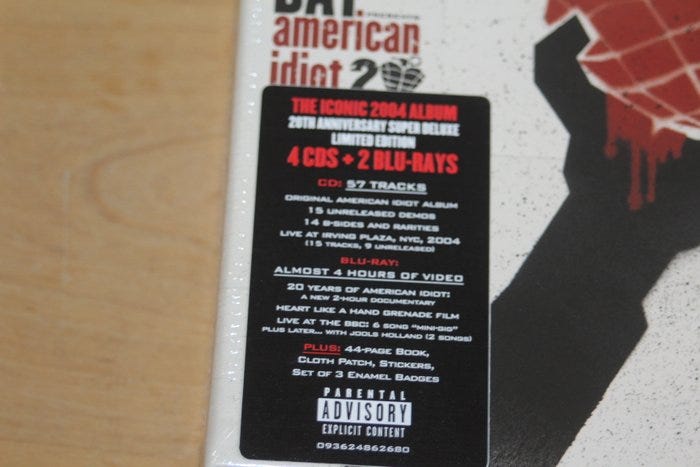 DAY. PRESENTS
american
idiot 20
THE ICONIC 2004 ALBUM
20TH ANNIVERSARY SUPER DELUXE
LIMITED EDITION
4 CDS + 2 BLU-RAYS
CD: 57 TRACKS
ORIGINAL AMERICAN IDIOT ALBUM
15 UNRELEASED DEMOS
14 B-SIDES AND RARITIES
LIVE AT IRVING PLAZA, NYC, 2004
(15 TRACKS, 9 UNRELEASED)
BLU-RAY:
ALMOST 4 HOURS OF VIDEO
20 YEARS OF AMERICAN IDIOT:
A NEW 2-HOUR DOCUMENTARY
HEART LIKE A HAND GRENADE FILM
LIVE AT THE BBC: 6 SONG "MINI-GIG"
PLUS LATER... WITH JOOLS HOLLAND (2 SONGS)
PLUS: 44-PAGE BOOK,
CLOTH PATCH, STICKERS,
SET OF 3 ENAMEL BADGES
PARENTAL
ADVISORY
EXPLICIT CONTENT
093624862680